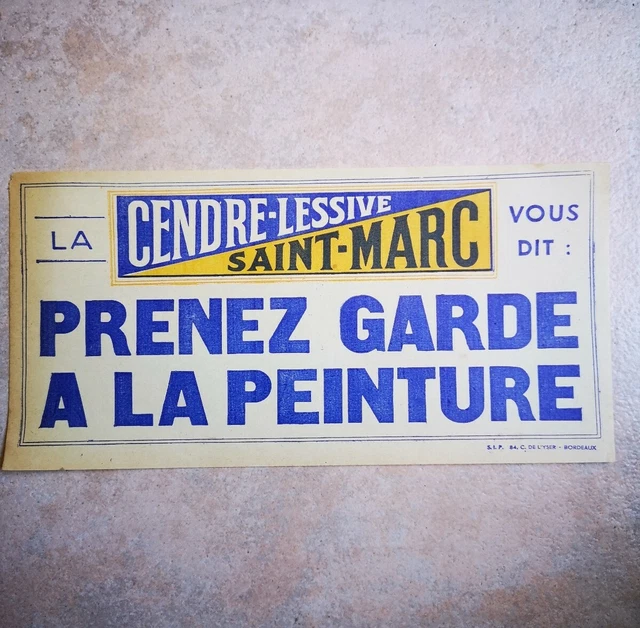 LA
CENDRE-LESSIVE
SAINT-MARC
VOUS
DIT :
PRENEZ GARDE
A LA PEINTURE
S.I.P. 84, C. DE L'YSER - BORDEAUX